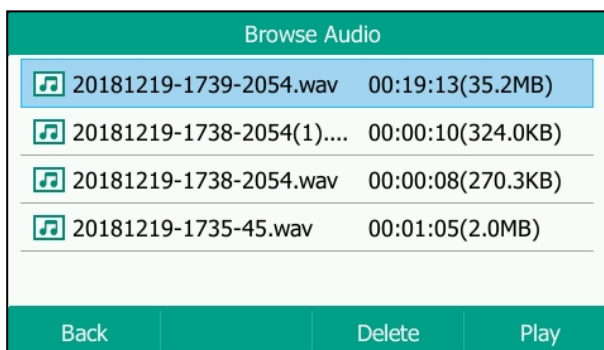 Browse Audio
20181219-1739-2054.wav 00:19:13(35.2MB)
20181219-1738-2054(1).... 00:00:10(324.0KB)
20181219-1738-2054.wav 00:00:08(270.3KB)
20181219-1735-45.wav 00:01:05(2.0MB)
Back Delete Play